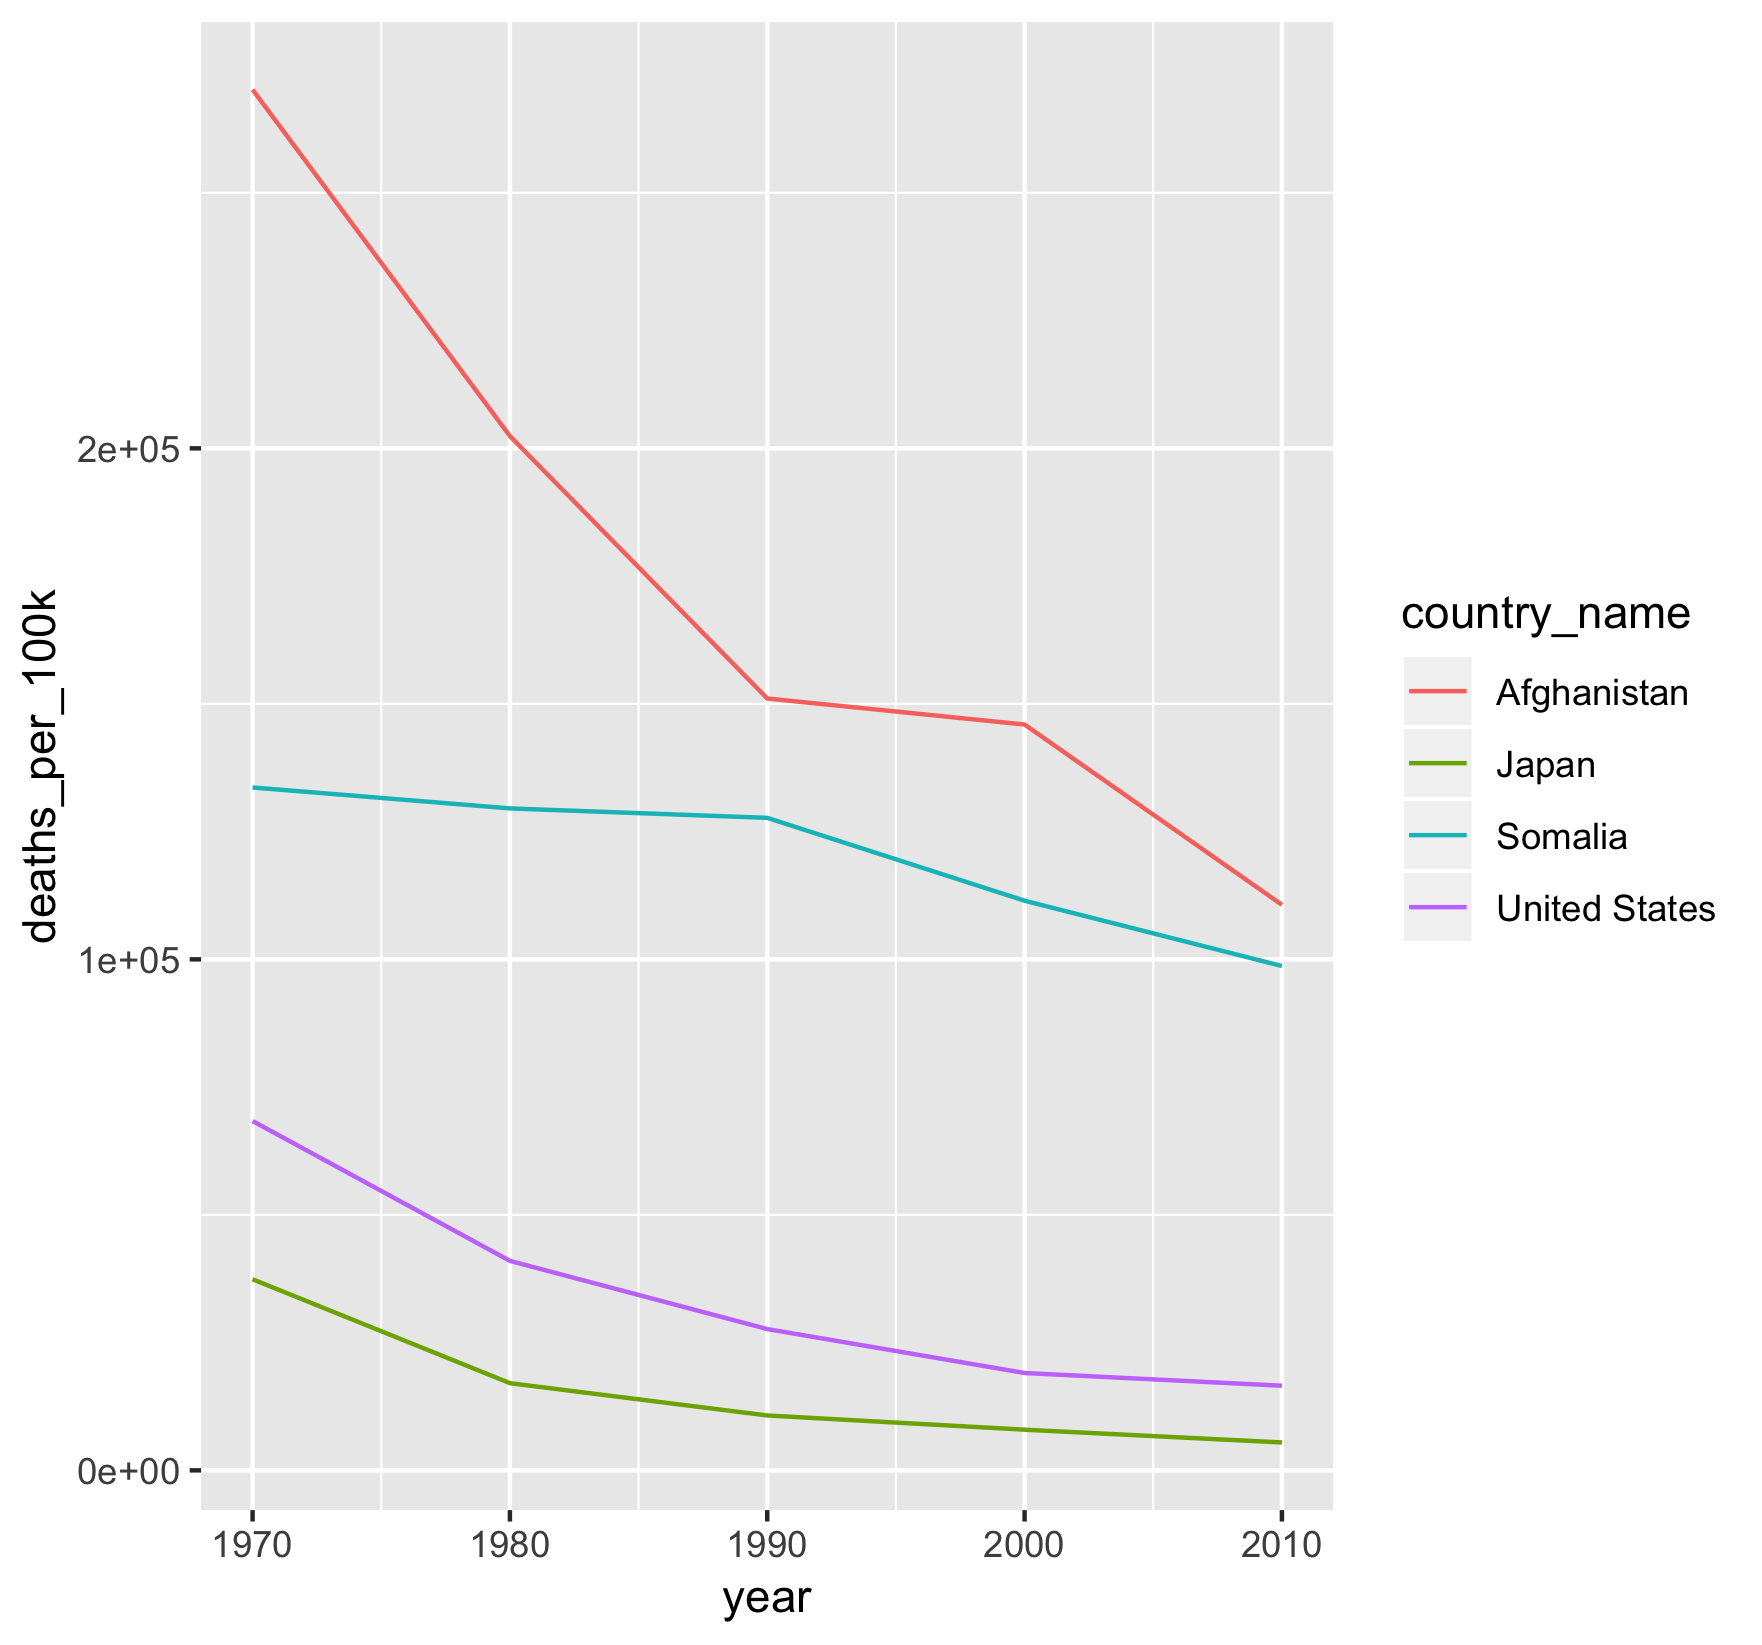 deaths_per_100k
2e+05
1e+05
0e+00
1970 1980 1990 2000 2010
year
country_name
Afghanistan
Japan
Somalia
United States